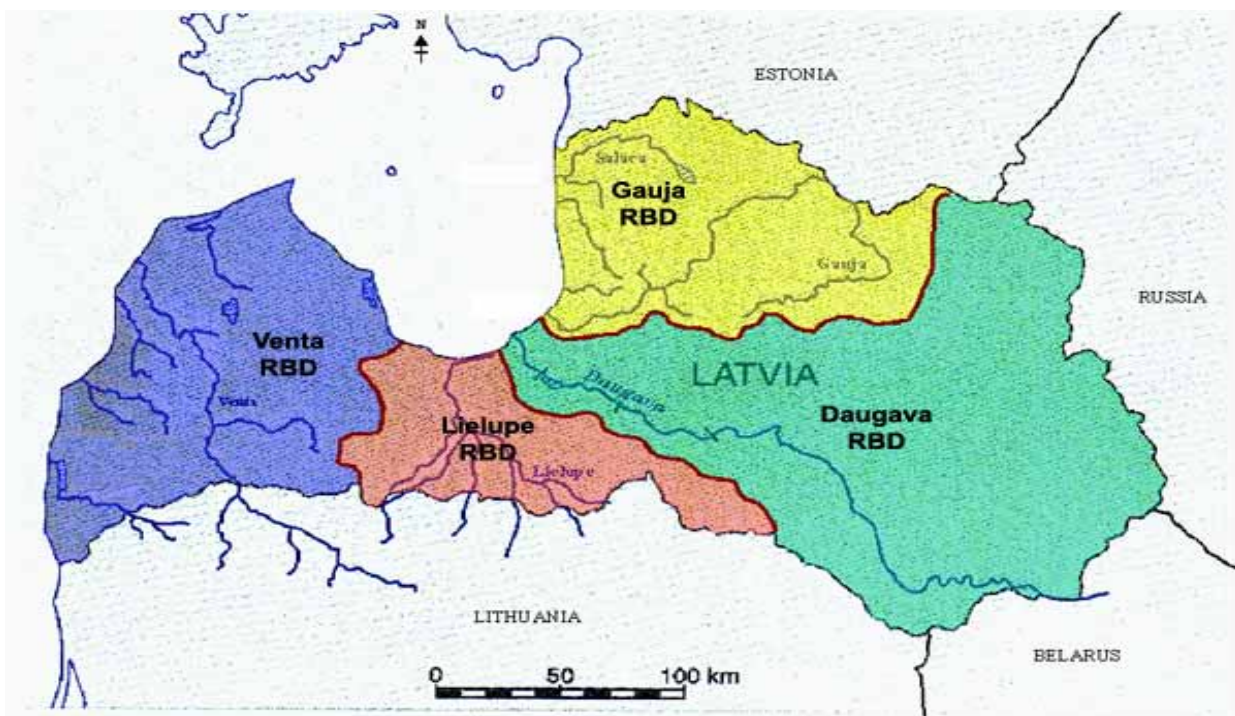 N
ESTONIA
Salaca
Gauja
RBD
Gauja
RUSSIA
Venta
RBD
Venta
LATVIA
Daugava
Daugava
RBD
Lielupe
RBD
Lielupe
LITHUANIA
BELARUS
0 50 100 km